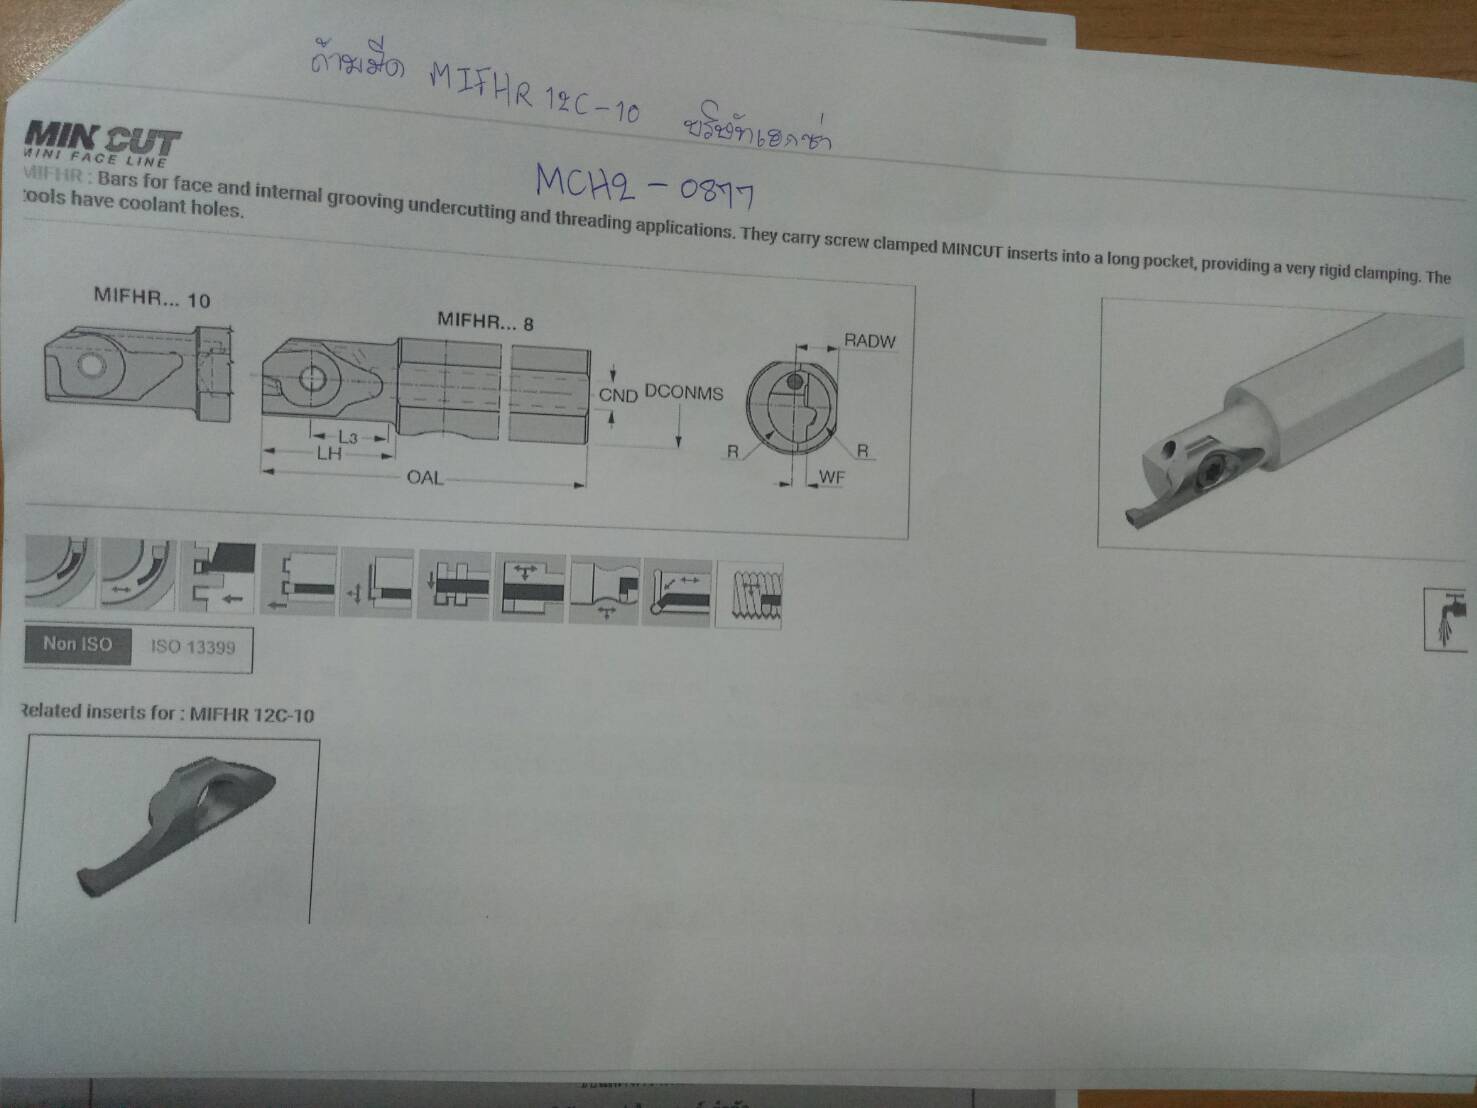 ด้ามมีด MIFHR 12C-10 บริษัทเอกซ่า
MCH2-0877
MINCUT
MINI FACE LINE
MIFHR : Bars for face and internal grooving undercutting and threading applications. They carry screw clamped MINCUT inserts into a long pocket, providing a very rigid clamping. The
tools have coolant holes.
MIFHR... 10
MIFHR... 8
RADW
CND DCONMS
L3
LH
OAL
R
R
WF
Non ISO ISO 13399
Related inserts for : MIFHR 12C-10